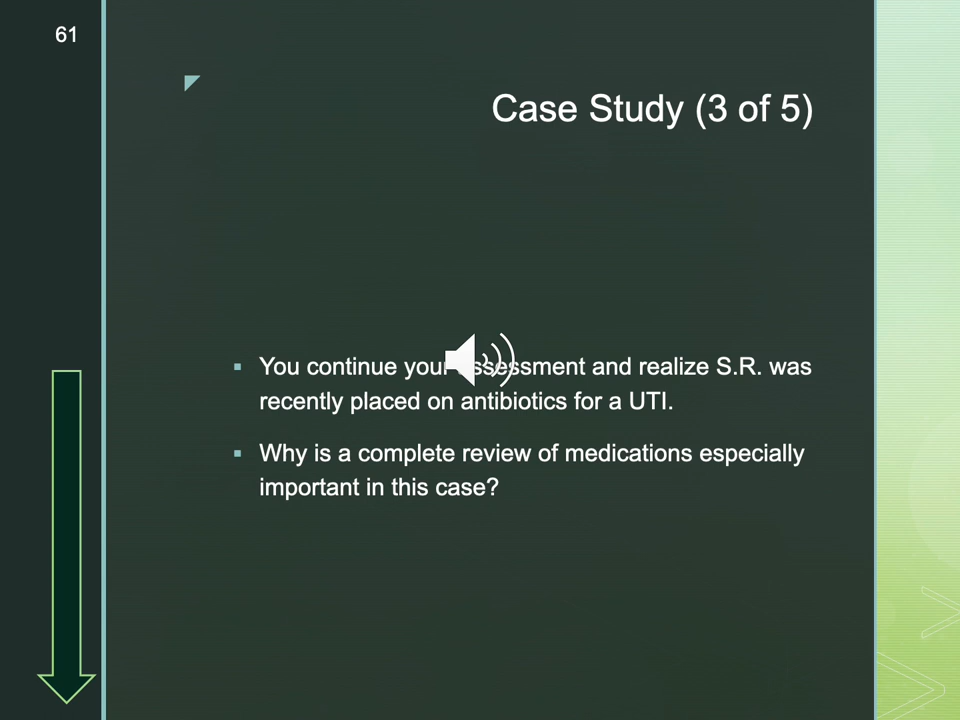 61
Case Study (3 of 5)
▪ You continue your assessment and realize S.R. was
recently placed on antibiotics for a UTI.
▪ Why is a complete review of medications especially
important in this case?